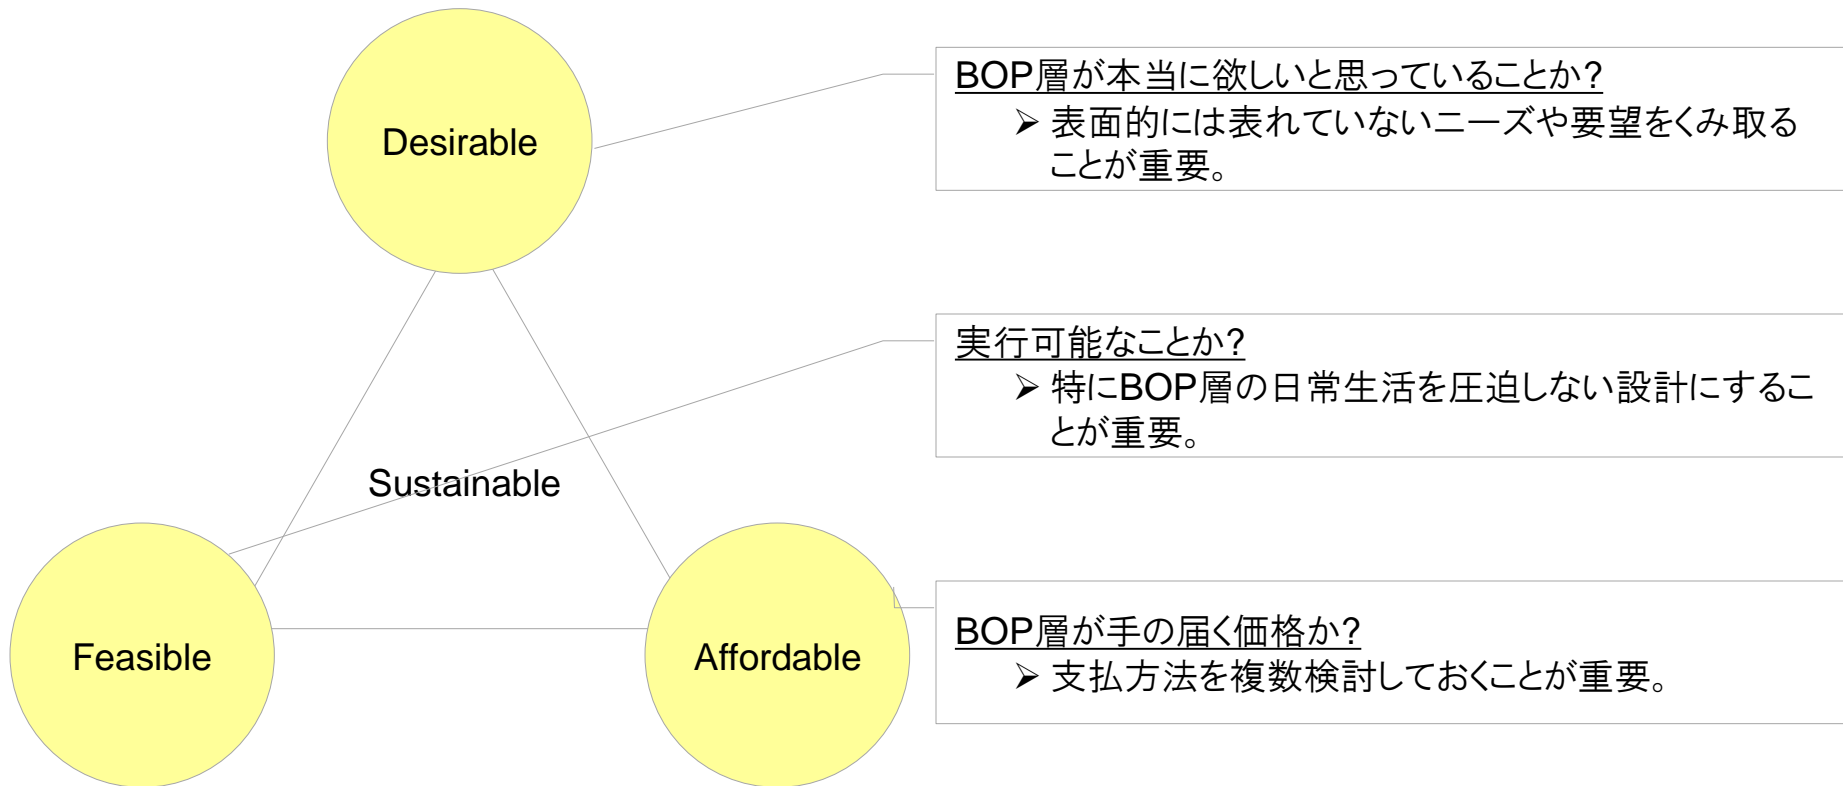 Desirable
BOP層が本当に欲しいと思っていることか?
➢ 表面的には表れていないニーズや要望をくみ取る
ことが重要。
実行可能なことか?
➢ 特にBOP層の日常生活を圧迫しない設計にするこ
とが重要。
Sustainable
Feasible
Affordable
BOP層が手の届く価格か?
➢ 支払方法を複数検討しておくことが重要。